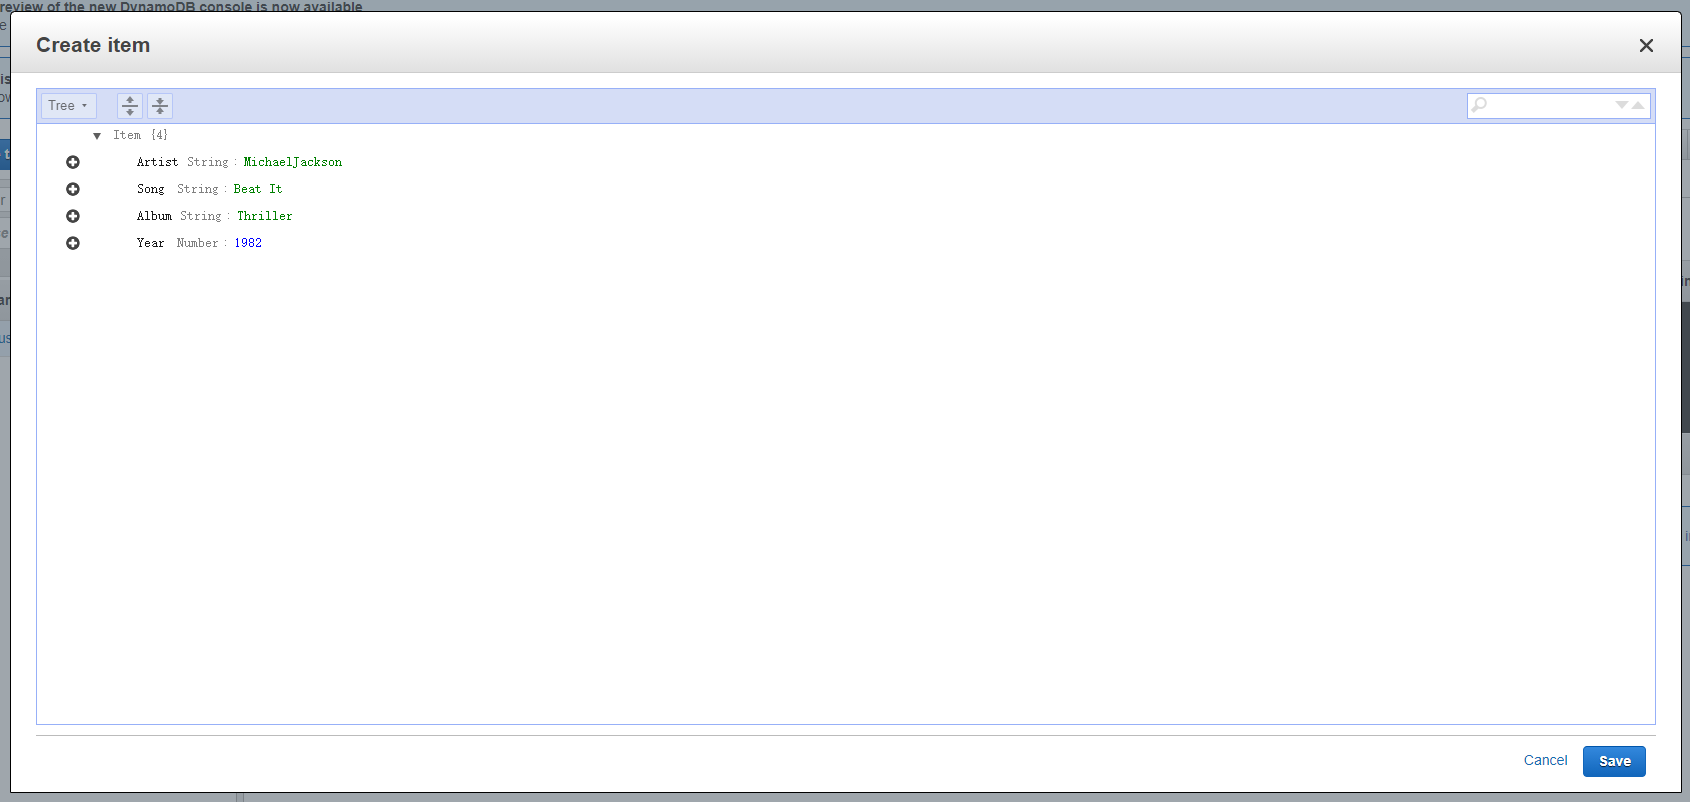 review of the new DynamoDB console is now available
Create item
Tree
Item {4}
Artist String : MichaelJackson
Song String : Beat It
Album String : Thriller
Year Number : 1982
Cancel
Save